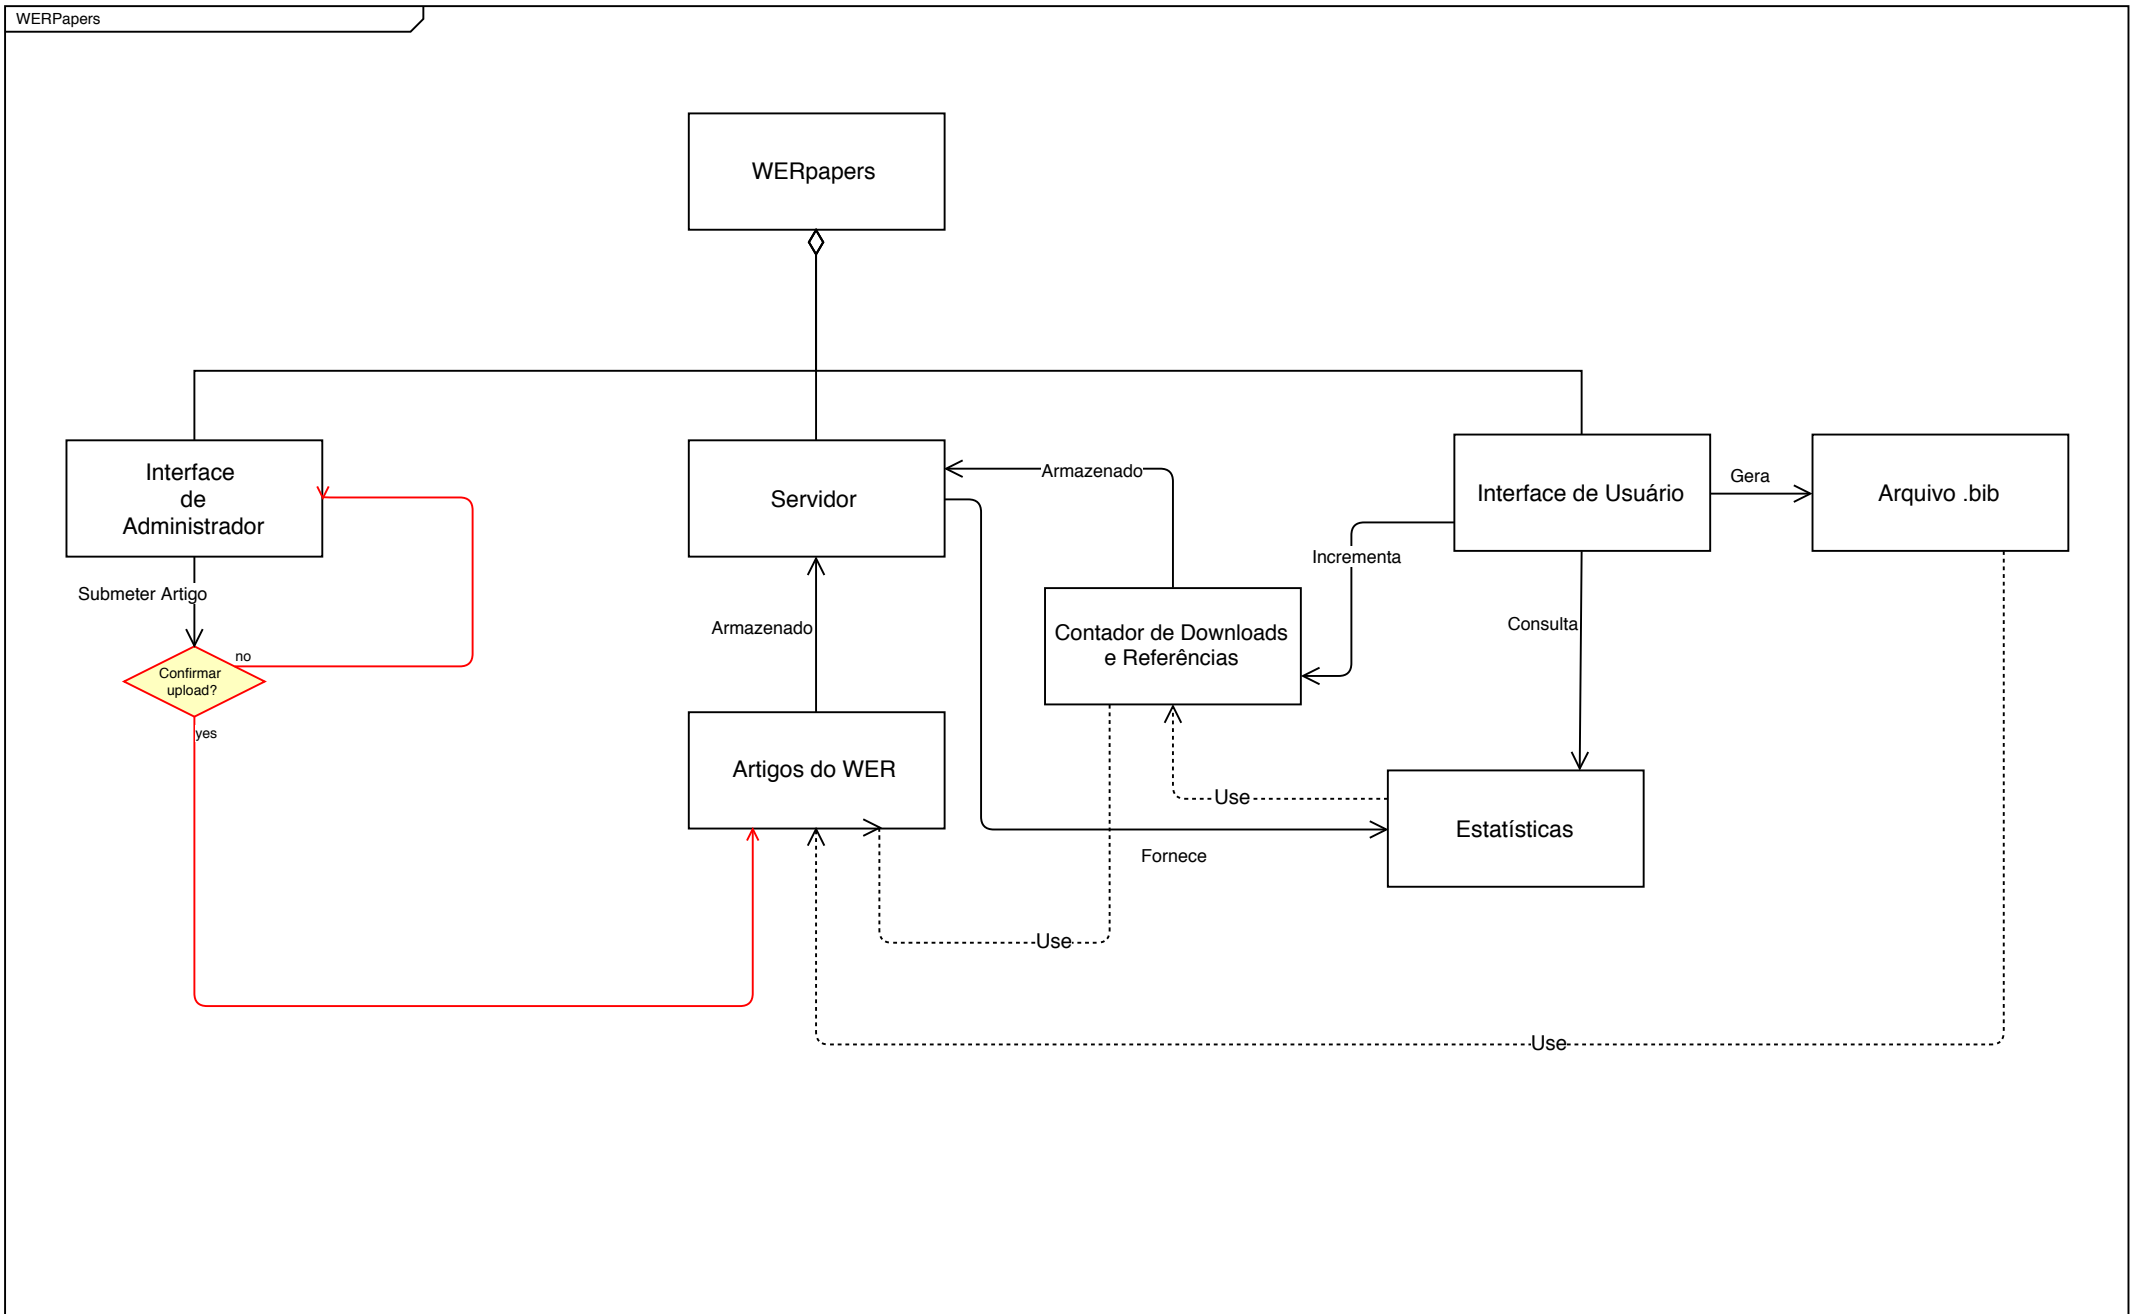 WERPapers
WERpapers
Interface
de
Administrador
Servidor
Armazenado
Interface de Usuário
Gera
Arquivo .bib
Incrementa
Submeter Artigo
Armazenado
Contador de Downloads
e Referências
Consulta
no
Confirmar
upload?
yes
Artigos do WER
Use
Estatísticas
Fornece
Use
Use